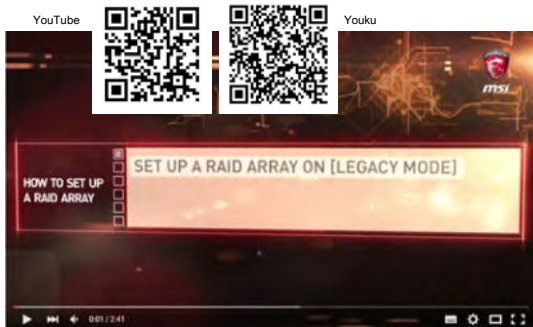 YouTube
Youku
msi
SET UP A RAID ARRAY ON [LEGACY MODE]
HOW TO SET UP
A RAID ARRAY
0:01 / 2:41